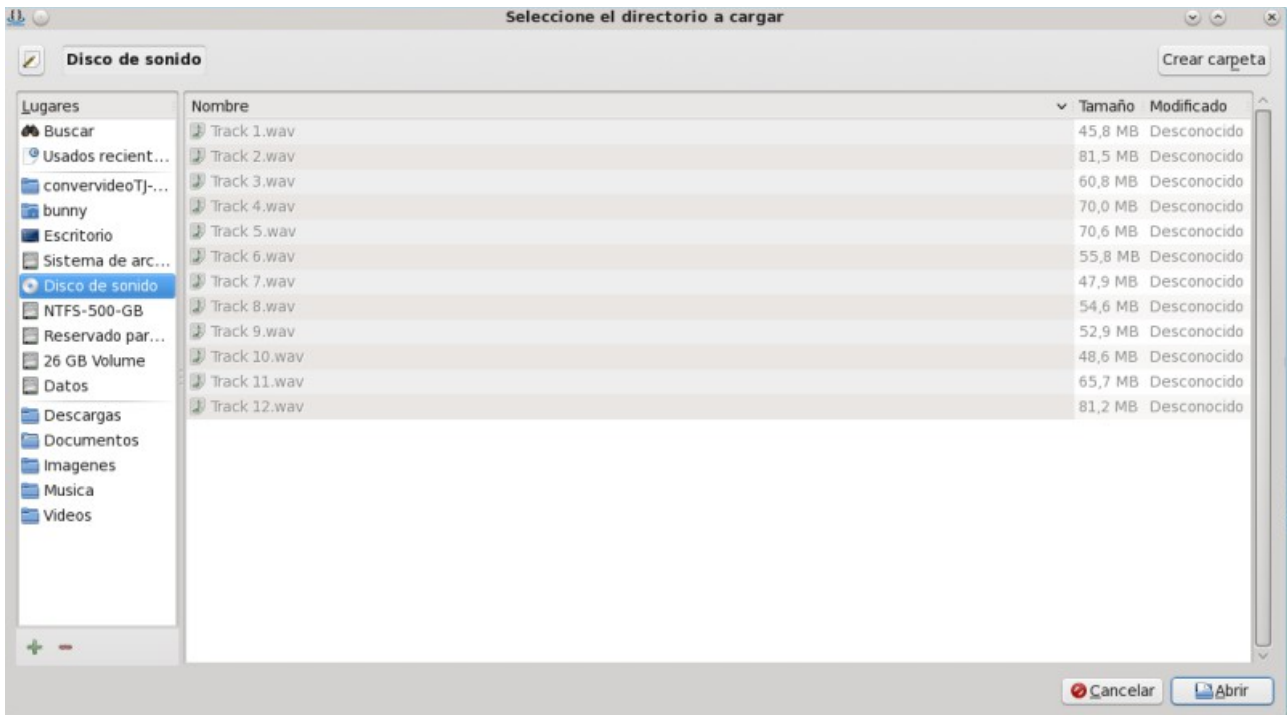 Seleccione el directorio a cargar
Disco de sonido
Crear carpeta
Lugares
Buscar
Usados recient...
convervideoTJ-...
bunny
Escritorio
Sistema de arc...
Disco de sonido
NTFS-500-GB
Reservado par...
26 GB Volume
Datos
Descargas
Documentos
Imagenes
Musica
Videos
Nombre Tamaño Modificado
Track 1.wav 45,8 MB Desconocido
Track 2.wav 81,5 MB Desconocido
Track 3.wav 60,8 MB Desconocido
Track 4.wav 70,0 MB Desconocido
Track 5.wav 70,6 MB Desconocido
Track 6.wav 55,8 MB Desconocido
Track 7.wav 47,9 MB Desconocido
Track 8.wav 54,6 MB Desconocido
Track 9.wav 52,9 MB Desconocido
Track 10.wav 48,6 MB Desconocido
Track 11.wav 65,7 MB Desconocido
Track 12.wav 81,2 MB Desconocido
Cancelar Abrir